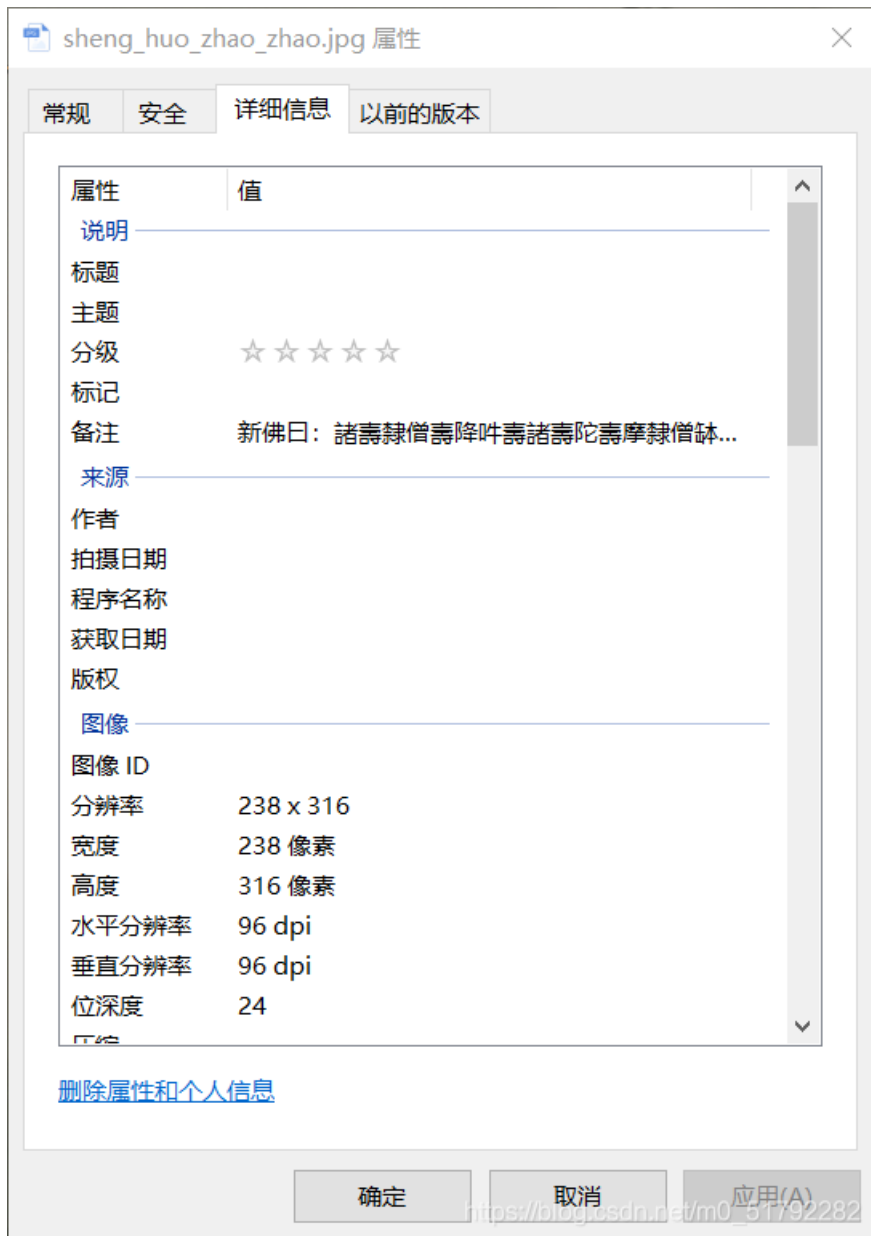 sheng_huo_zhao_zhao.jpg 属性
常规 安全 详细信息 以前的版本
属性 值
说明
标题
主题
分级
标记
备注 新佛曰：諸壽隸僧壽降吽壽諸壽陀壽摩隸僧缽...
来源
作者
拍摄日期
程序名称
获取日期
版权
图像
图像 ID
分辨率 238 x 316
宽度 238 像素
高度 316 像素
水平分辨率 96 dpi
垂直分辨率 96 dpi
位深度 24
压缩
删除属性和个人信息
确定 取消 应用(A)
https://blog.csdn.net/m0_51792282